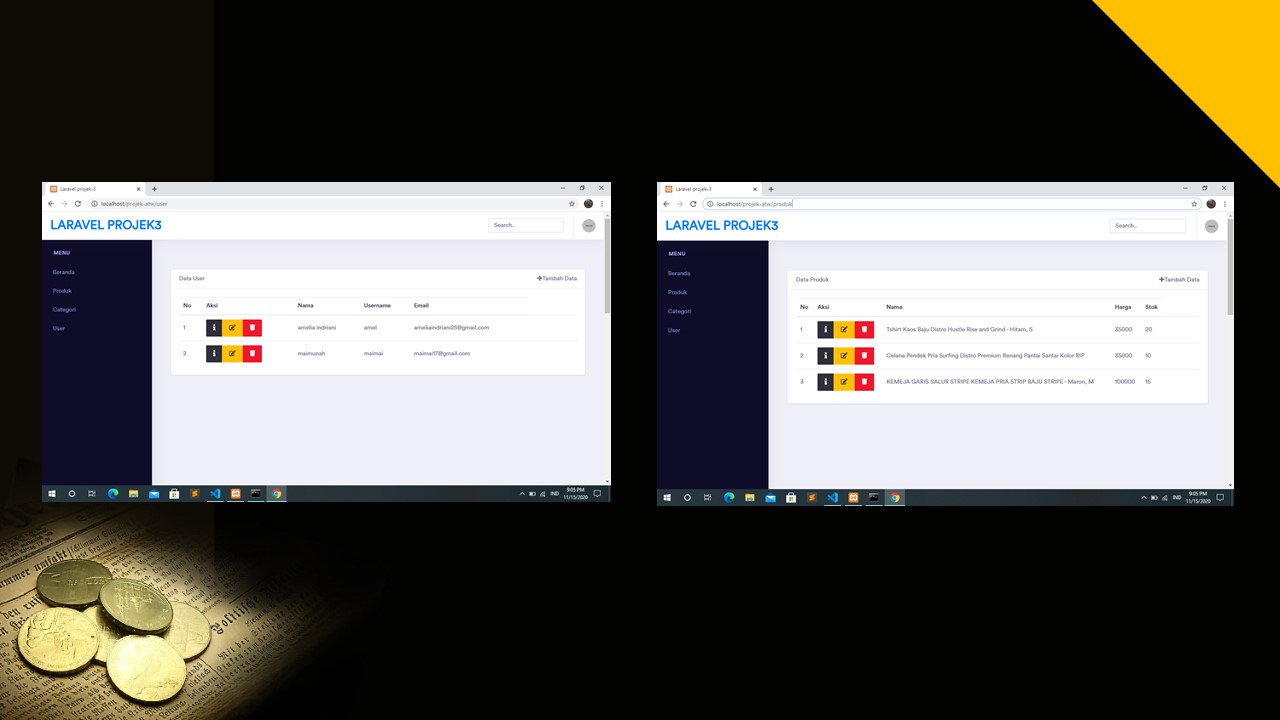 Laravel projek-3
localhost/projek-atw/user
LARAVEL PROJEK3
Search...
MENU
Beranda
Produk
Categori
User
Data User
+Tambah Data
No Aksi Nama Username Email
1 amelia indriani amel ameliaindriani25@gmail.com
2 maimunah maimai maimai17@gmail.com
IND
9:05 PM
11/15/2020
Laravel projek-3
localhost/projek-atw/produk
LARAVEL PROJEK3
Search...
MENU
Beranda
Produk
Categori
User
Data Produk
+Tambah Data
No Aksi Nama Harga Stok
1 Tshirt Kaos Baju Distro Hustle Rise and Grind - Hitam, S 35000 20
2 Celana Pendek Pria Surfing Distro Premium Renang Pantai Santai Kolor RIP 35000 10
3 KEMEJA GARIS SALUR STRIPE KEMEJA PRIA STRIP BAJU STRIPE - Maron, M 100000 15
IND
9:05 PM
11/15/2020
Politische